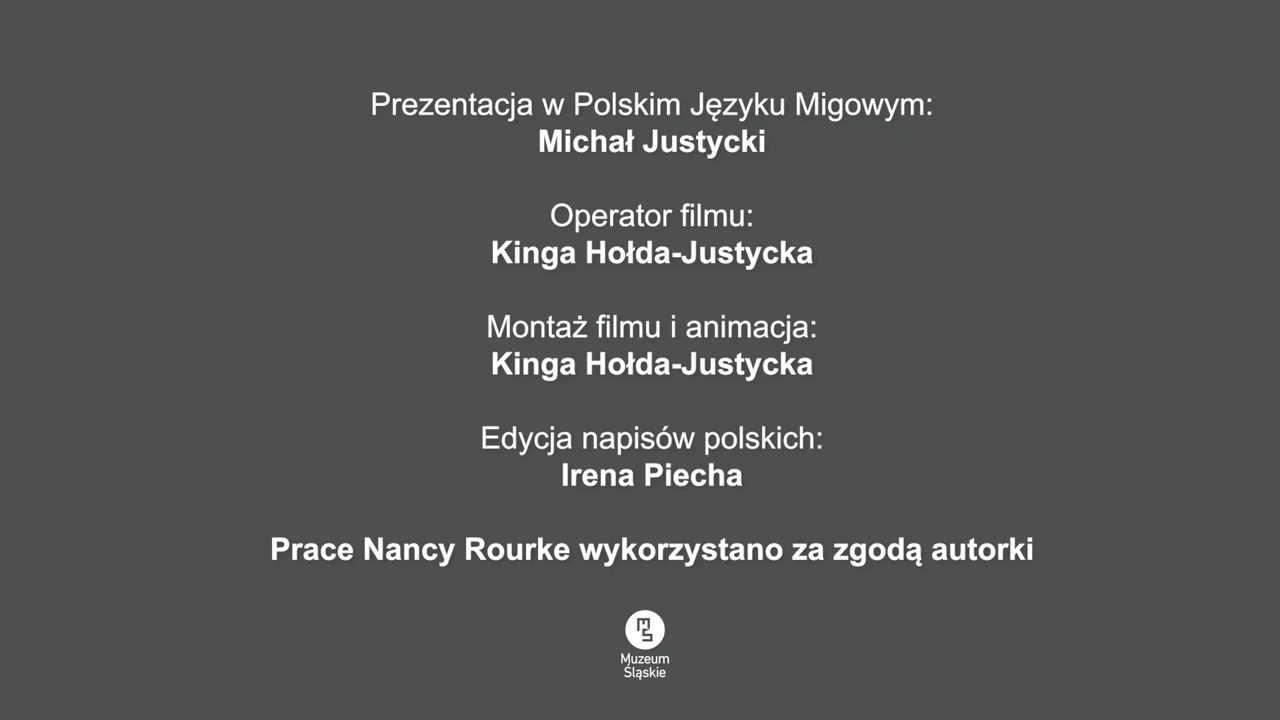 Prezentacja w Polskim Języku Migowym:
Michał Justycki
Operator filmu:
Kinga Hołda-Justycka
Montaż filmu i animacja:
Kinga Hołda-Justycka
Edycja napisów polskich:
Irena Piecha
Prace Nancy Rourke wykorzystano za zgodą autorki
MS
Muzeum
Śląskie